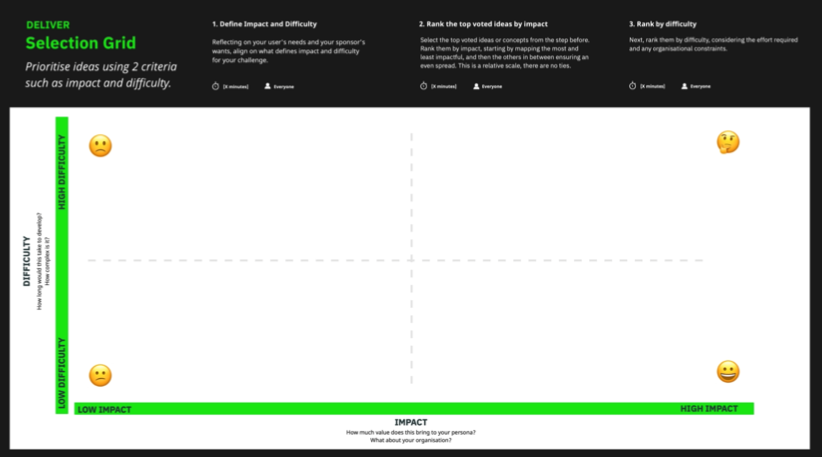 DELIVER
Selection Grid
Prioritise ideas using 2 criteria
such as impact and difficulty.
1. Define Impact and Difficulty
Reflecting on your user's needs and your sponsor's
wants, align on what defines impact and difficulty
for your challenge.
[X minutes]
Everyone
2. Rank the top voted ideas by impact
Select the top voted ideas or concepts from the step before.
Rank them by impact, starting by mapping the most and
least impactful, and then the others in between ensuring an
even spread. This is a relative scale, there are no ties.
[X minutes]
Everyone
3. Rank by difficulty
Next, rank them by difficulty, considering the effort required
and any organisational constraints.
[X minutes]
Everyone
DIFFICULTY
How long would this take to develop?
How complex is it?
HIGH DIFFICULTY
LOW DIFFICULTY
LOW IMPACT
HIGH IMPACT
IMPACT
How much value does this bring to your persona?
What about your organisation?